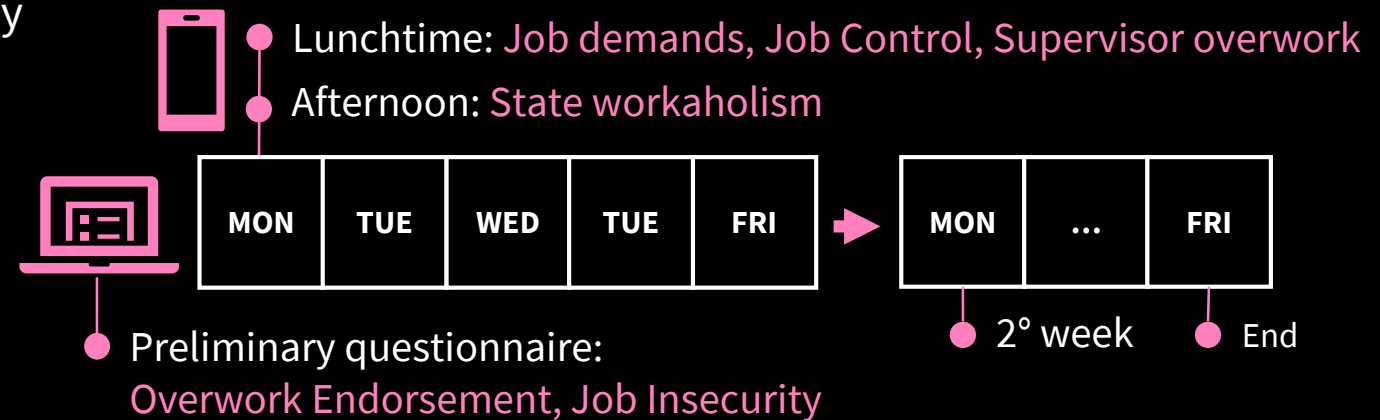 y
Lunchtime: Job demands, Job Control, Supervisor overwork
Afternoon: State workaholism
MON TUE WED TUE FRI MON ... FRI
2° week End
Preliminary questionnaire:
Overwork Endorsement, Job Insecurity